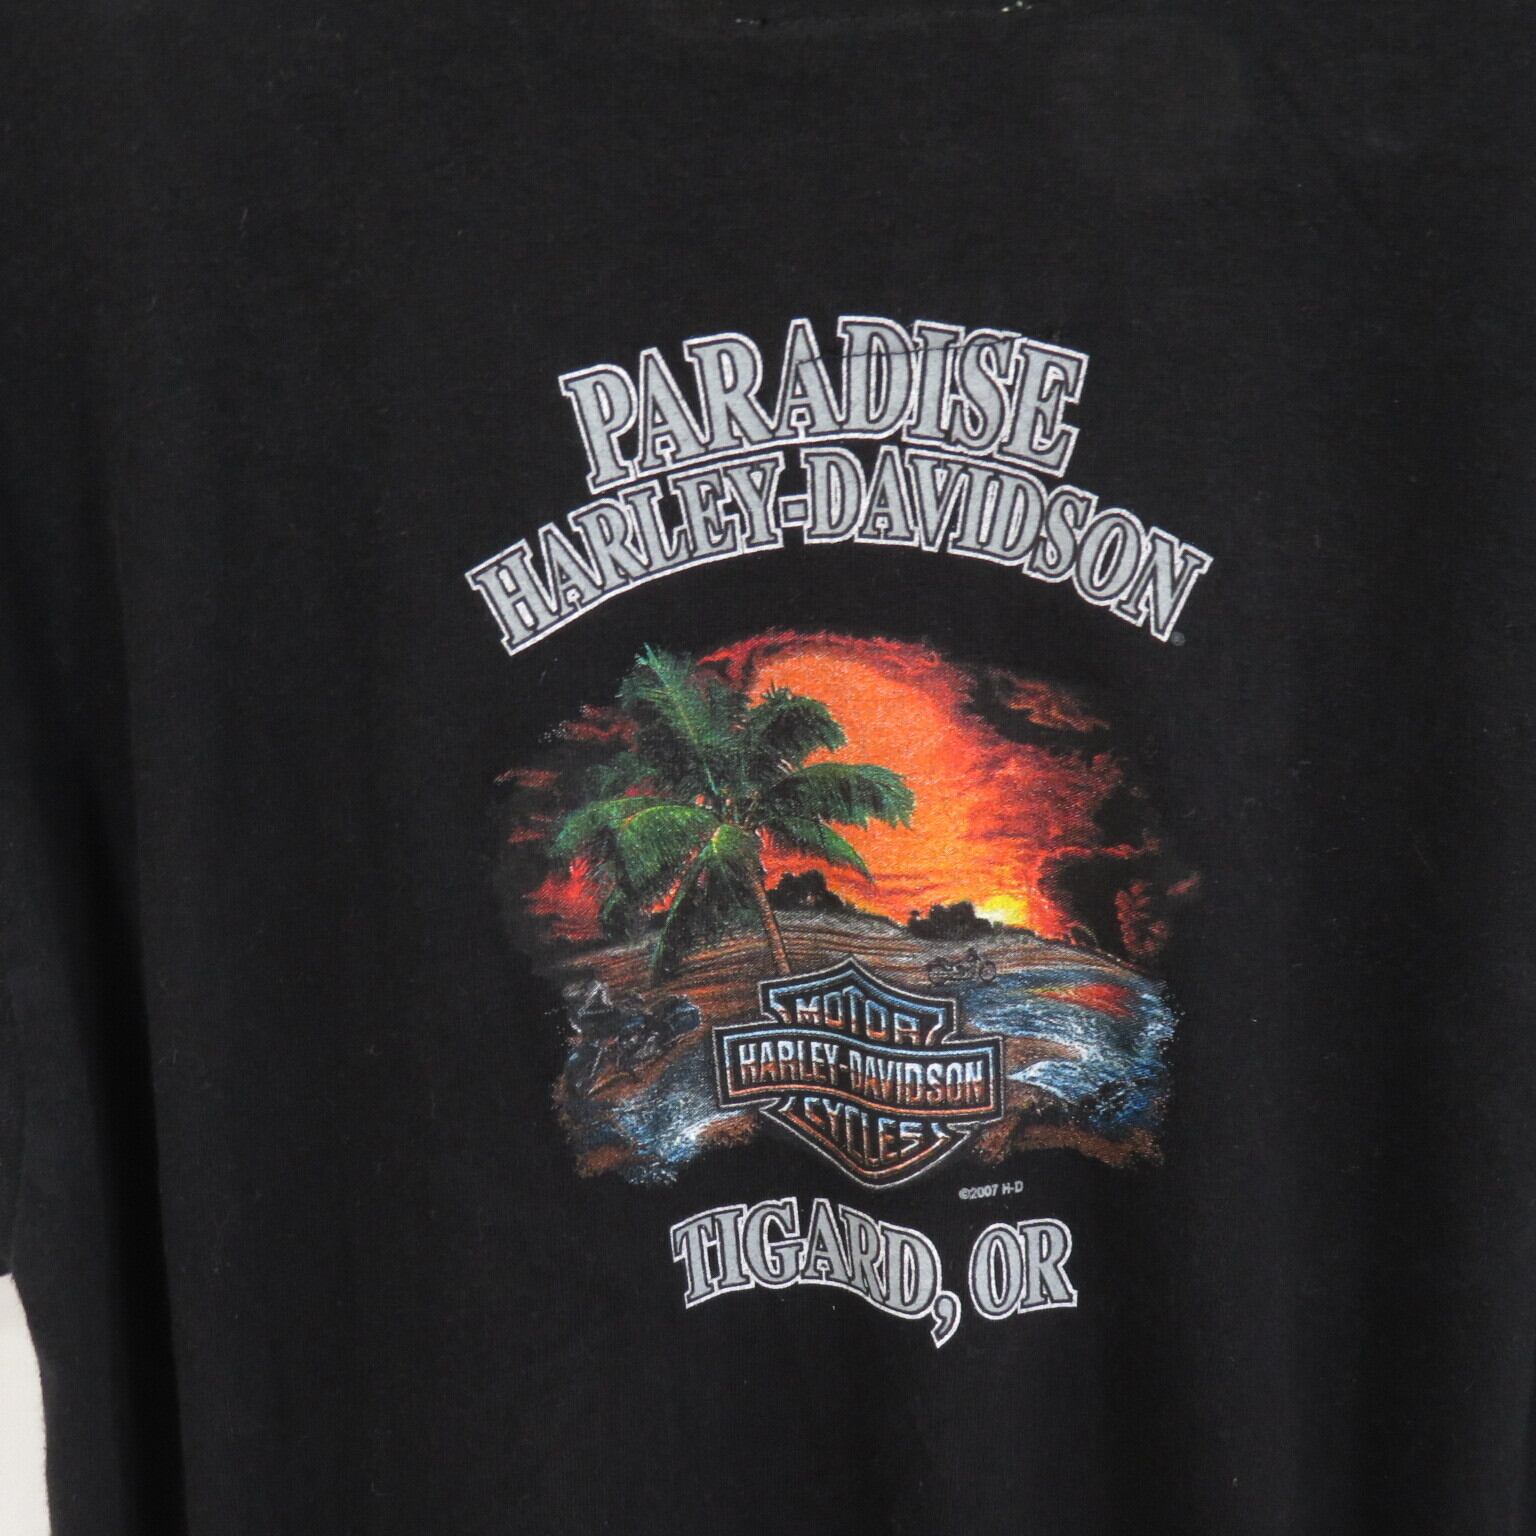 PARADISE
HARLEY-DAVIDSON
MOTOR
HARLEY-DAVIDSON
CYCLES
©2007 H-D
TIGARD, OR